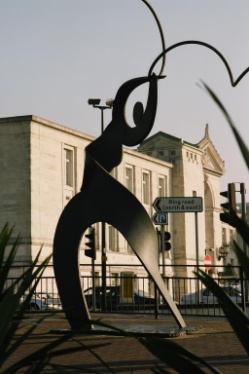 Ring road
(north & east)
P